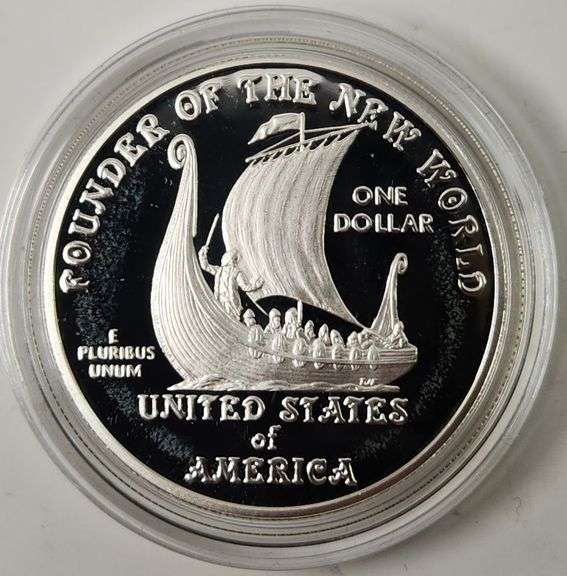 FOUNDER OF THE NEW WORLD
ONE
DOLLAR
E
PLURIBUS
UNUM
UNITED STATES
of
AMERICA